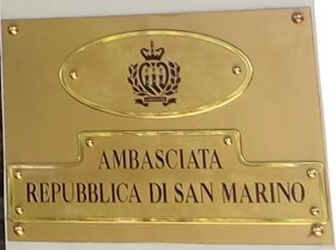 AMBASCIATA
REPUBBLICA DI SAN MARINO